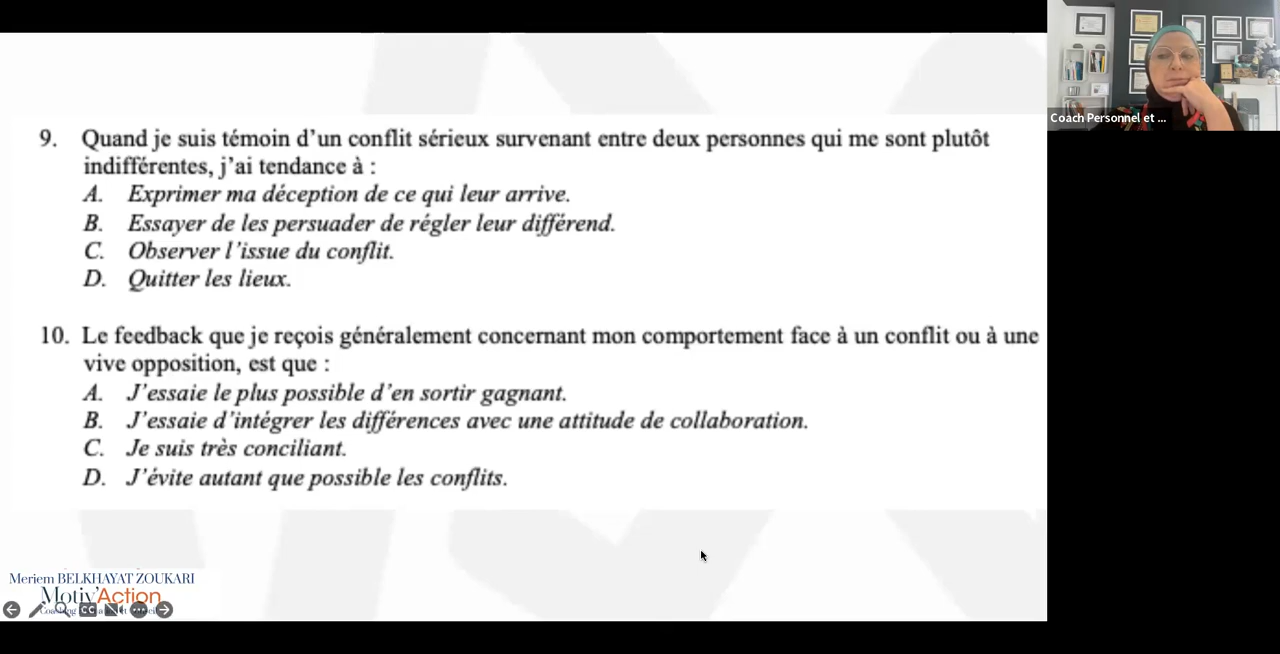 9. Quand je suis témoin d'un conflit sérieux survenant entre deux personnes qui me sont plutôt
indifférentes, j'ai tendance à :
A. Exprimer ma déception de ce qui leur arrive.
B. Essayer de les persuader de régler leur différend.
C. Observer l'issue du conflit.
D. Quitter les lieux.
10. Le feedback que je reçois généralement concernant mon comportement face à un conflit ou à une
vive opposition, est que :
A. J'essaie le plus possible d'en sortir gagnant.
B. J'essaie d'intégrer les différences avec une attitude de collaboration.
C. Je suis très conciliant.
D. J'évite autant que possible les conflits.
Coach Personnel et ...
Meriem BELKHAYAT ZOUKARI
Motiv'Action